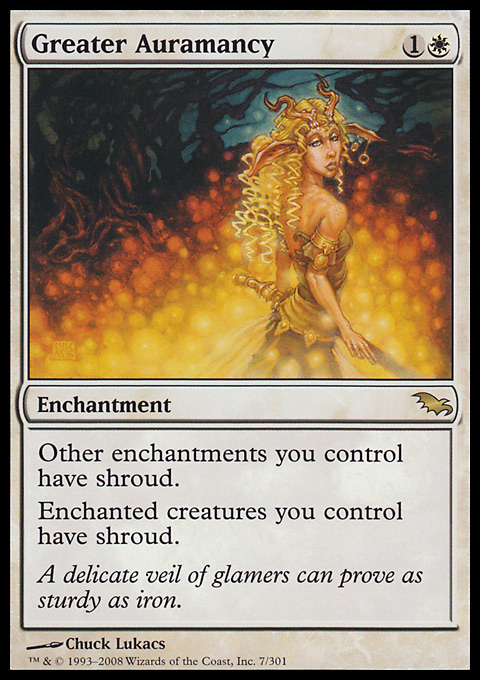 Greater Auramancy 1
Enchantment
Other enchantments you control
have shroud.
Enchanted creatures you control
have shroud.
A delicate veil of glamers can prove as
sturdy as iron.
Chuck Lukacs
™ & © 1993–2008 Wizards of the Coast, Inc. 7/301